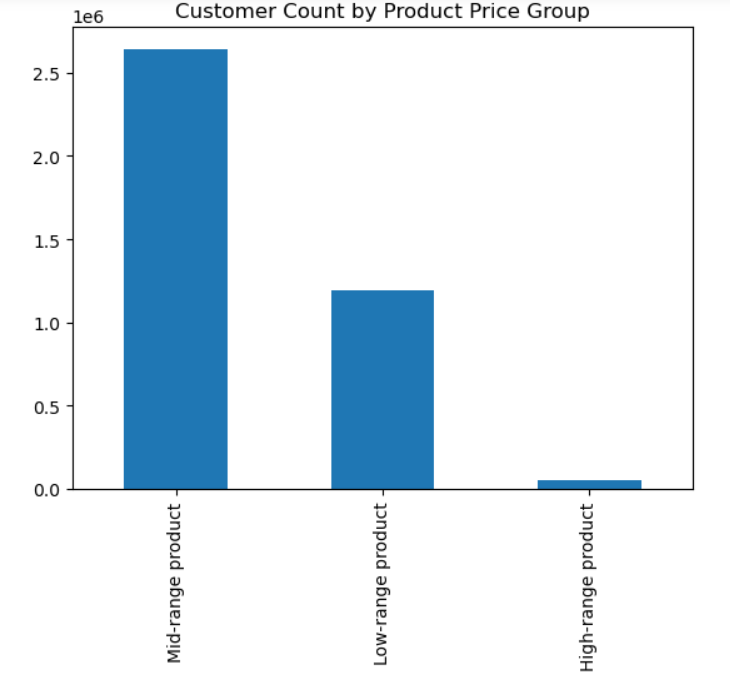 Customer Count by Product Price Group
1e6
2.5
2.0
1.5
1.0
0.5
0.0
Mid-range product
Low-range product
High-range product